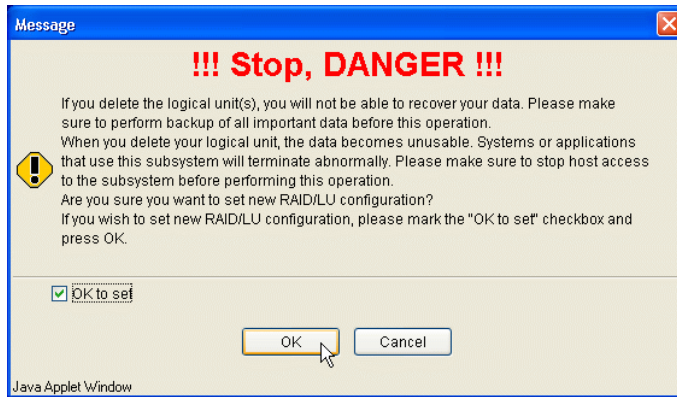 Message
!!! Stop, DANGER !!!
If you delete the logical unit(s), you will not be able to recover your data. Please make
sure to perform backup of all important data before this operation.
When you delete your logical unit, the data becomes unusable. Systems or applications
that use this subsystem will terminate abnormally. Please make sure to stop host access
to the subsystem before performing this operation.
Are you sure you want to set new RAID/LU configuration?
If you wish to set new RAID/LU configuration, please mark the "OK to set" checkbox and
press OK.
OK to set
OK Cancel
Java Applet Window